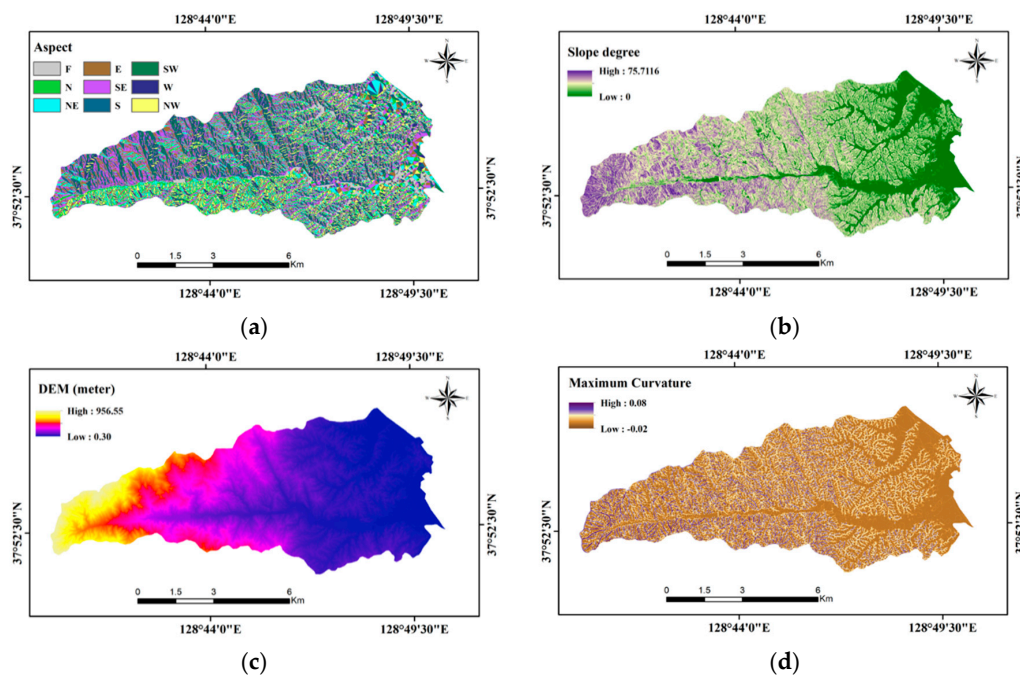 128°44'0"E 128°49'30"E
Aspect
F E SW
N SE W
NE S NW
N
W E
S
37°52'30"N 37°52'30"N
0 1.5 3 6
Km
128°44'0"E 128°49'30"E
(a)
128°44'0"E 128°49'30"E
Slope degree
High : 75.7116
Low : 0
N
W E
S
37°52'30"N 37°52'30"N
0 1.5 3 6
Km
128°44'0"E 128°49'30"E
(b)
128°44'0"E 128°49'30"E
DEM (meter)
High : 956.55
Low : 0.30
N
W E
S
37°52'30"N 37°52'30"N
0 1.5 3 6
Km
128°44'0"E 128°49'30"E
(c)
128°44'0"E 128°49'30"E
Maximum Curvature
High : 0.08
Low : -0.02
N
W E
S
37°52'30"N 37°52'30"N
0 1.5 3 6
Km
128°44'0"E 128°49'30"E
(d)